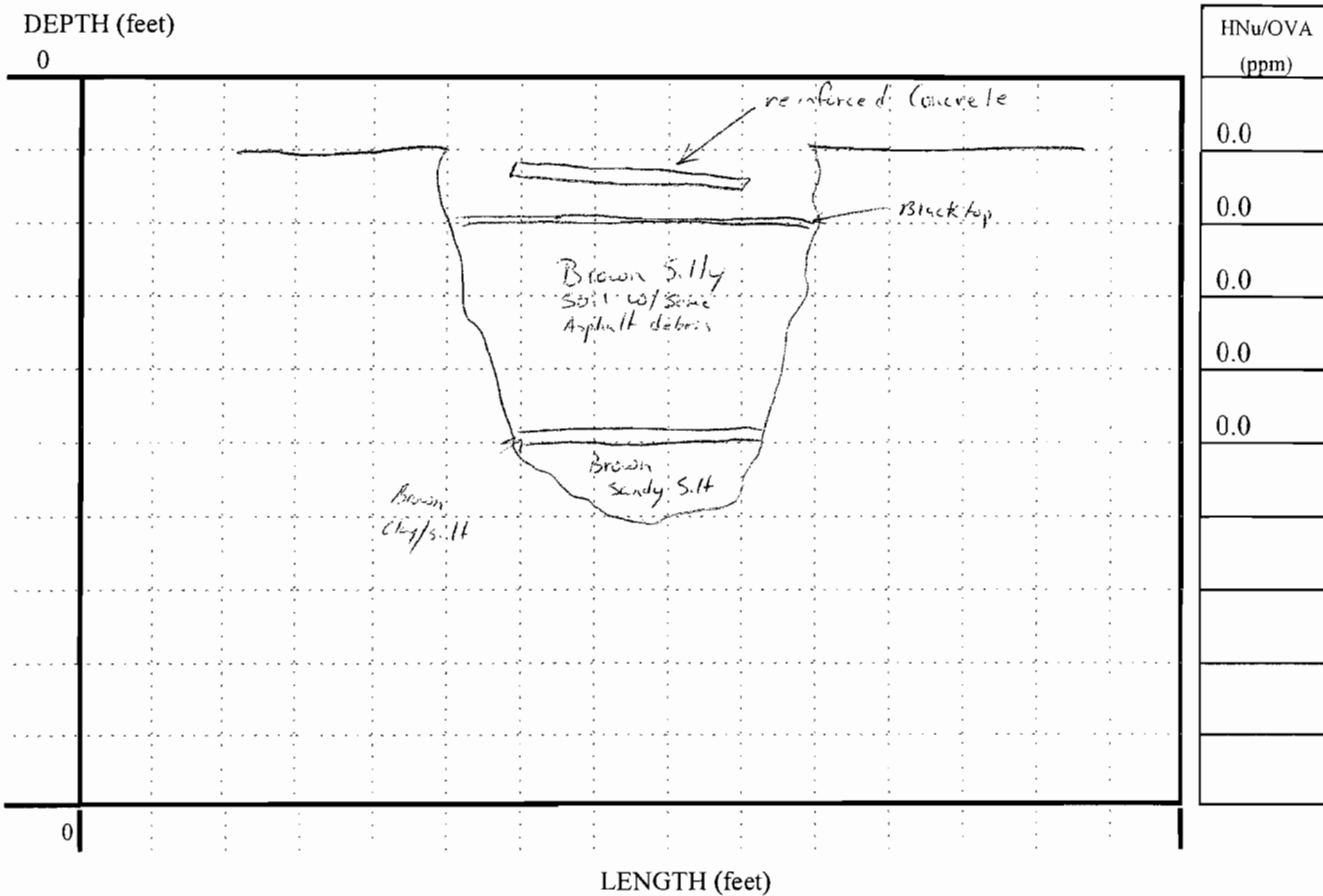 DEPTH (feet)
0
HNu/OVA
(ppm)
reinforced Concrete
0.0
Blacktop
0.0
Brown Silty
Soil w/ Some
Asphalt debris
0.0
0.0
0.0
Brown
Sandy Silt
Brown
Clay/silt
0
LENGTH (feet)